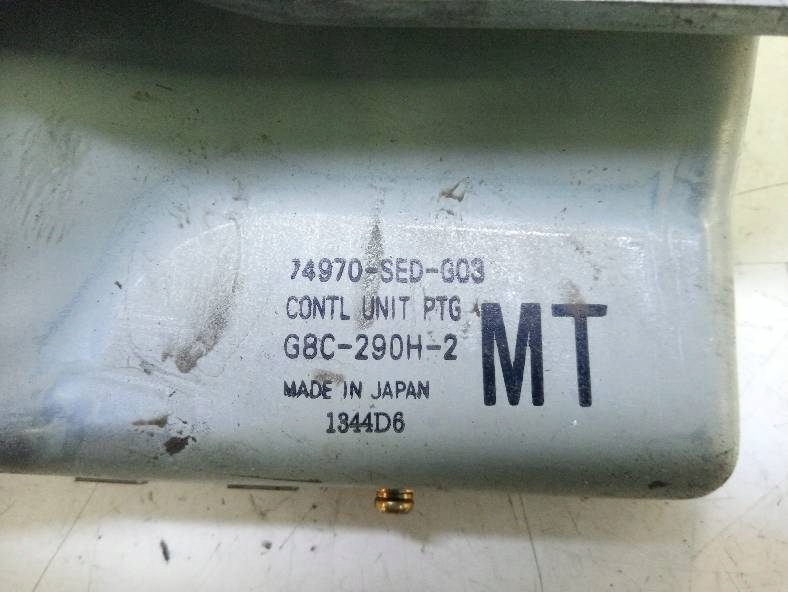 74970-SED-G03
CONTL UNIT PTG
G8C-290H-2
MT
MADE IN JAPAN
1344D6